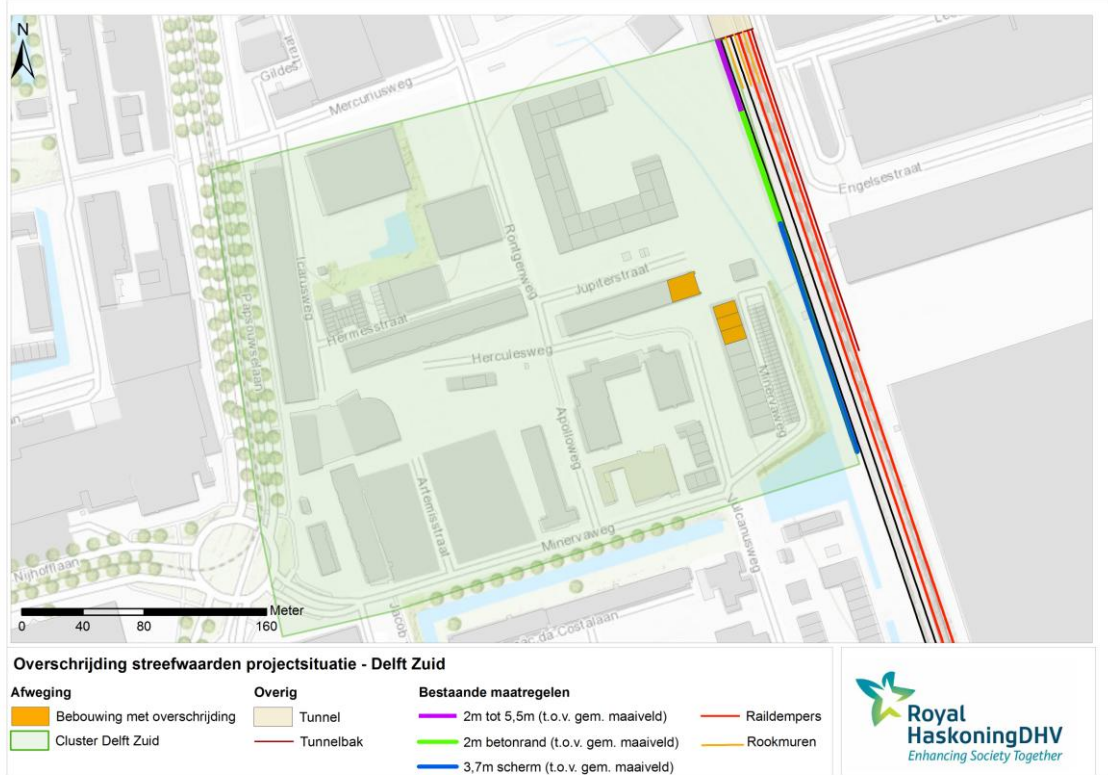 N
Gildestraat
Mercuriusweg
Engelsestraat
Röntgenweg
Icarusweg
Jupiterstraat
Papsouwselaan
Hermesstraat
Herculesweg
Minervaweg
Apolloweg
Artemisstraat
Minervaweg
Vulcanusweg
Nijhofflaan
Jacob
ac da Costalaan
Meter
0 40 80 160
Overschrijding streefwaarden projectsituatie - Delft Zuid
Afweging
Bebouwing met overschrijding
Cluster Delft Zuid
Overig
Tunnel
Tunnelbak
Bestaande maatregelen
2m tot 5,5m (t.o.v. gem. maaiveld)
2m betonrand (t.o.v. gem. maaiveld)
3,7m scherm (t.o.v. gem. maaiveld)
Raildempers
Rookmuren
Royal
HaskoningDHV
Enhancing Society Together